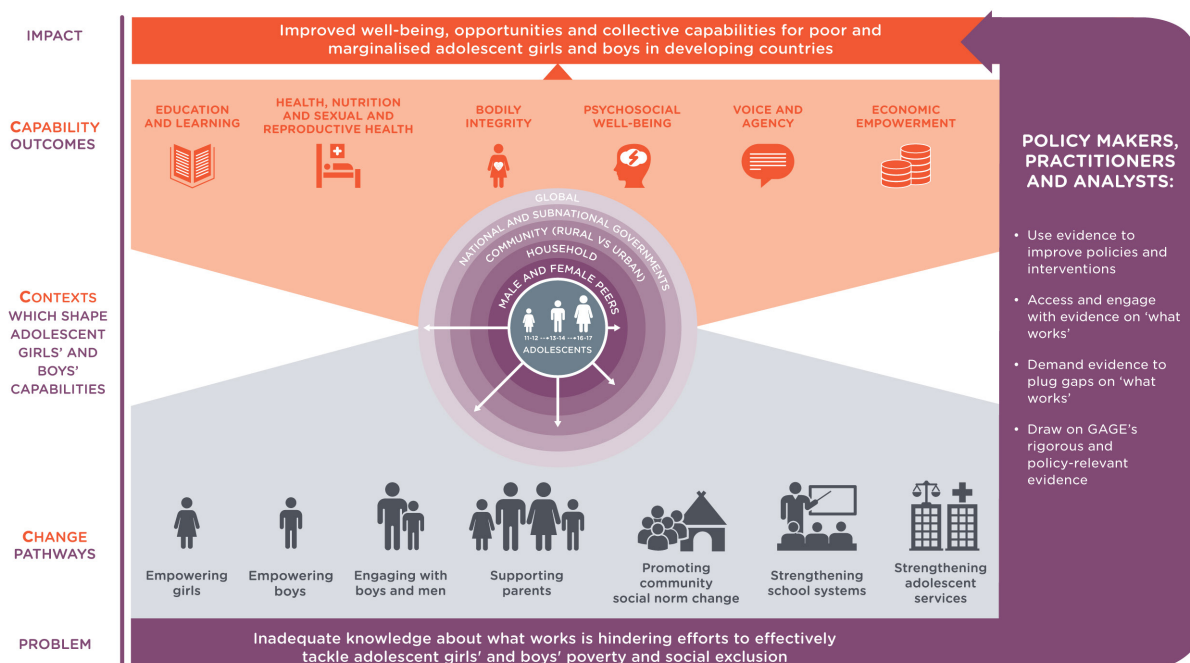 IMPACT
Improved well-being, opportunities and collective capabilities for poor and
marginalised adolescent girls and boys in developing countries
CAPABILITY
OUTCOMES
EDUCATION
AND LEARNING
HEALTH, NUTRITION
AND SEXUAL AND
REPRODUCTIVE HEALTH
BODILY
INTEGRITY
PSYCHOSOCIAL
WELL-BEING
VOICE AND
AGENCY
ECONOMIC
EMPOWERMENT
CONTEXTS
WHICH SHAPE
ADOLESCENT
GIRLS' AND
BOYS'
CAPABILITIES
GLOBAL
NATIONAL AND SUBNATIONAL GOVERNMENTS
COMMUNITY (RURAL VS URBAN)
HOUSEHOLD
MALE AND FEMALE PEERS
11-12 --• 13-14 --• 16-17
ADOLESCENTS
CHANGE
PATHWAYS
Empowering
girls
Empowering
boys
Engaging with
boys and men
Supporting
parents
Promoting
community
social norm change
Strengthening
school systems
Strengthening
adolescent
services
PROBLEM
Inadequate knowledge about what works is hindering efforts to effectively
tackle adolescent girls' and boys' poverty and social exclusion
POLICY MAKERS,
PRACTITIONERS
AND ANALYSTS:
• Use evidence to
improve policies and
interventions
• Access and engage
with evidence on ‘what
works’
• Demand evidence to
plug gaps on ‘what
works’
• Draw on GAGE’s
rigorous and
policy-relevant
evidence